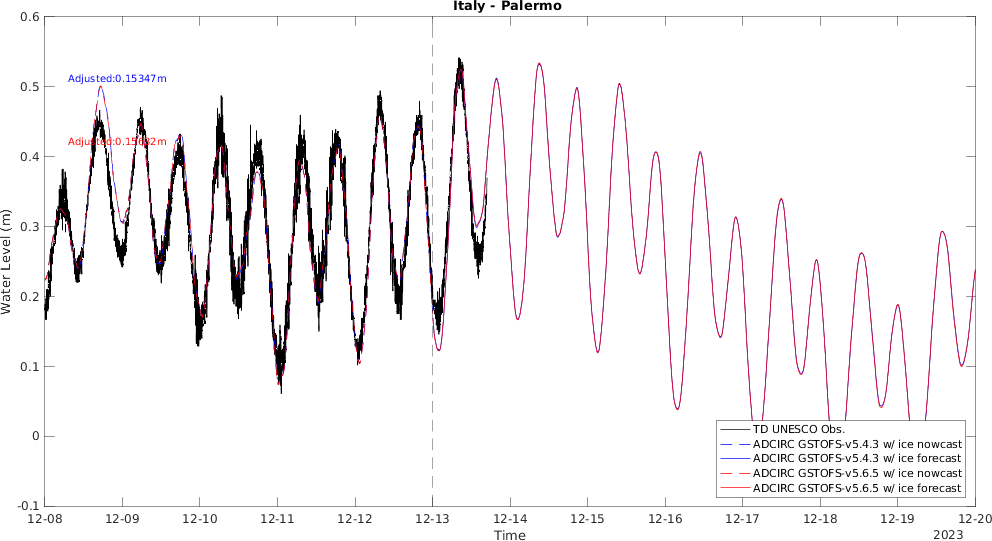 Italy - Palermo
0.6
0.5
0.4
0.3
0.2
0.1
0
-0.1
Water Level (m)
Adjusted:0.15347m
TD UNESCO Obs.
ADCIRC GSTOFS-v5.4.3 w/ ice nowcast
ADCIRC GSTOFS-v5.4.3 w/ ice forecast
ADCIRC GSTOFS-v5.6.5 w/ ice nowcast
ADCIRC GSTOFS-v5.6.5 w/ ice forecast
12-08 12-09 12-10 12-11 12-12 12-13 12-14 12-15 12-16 12-17 12-18 12-19 12-20
Time
2023